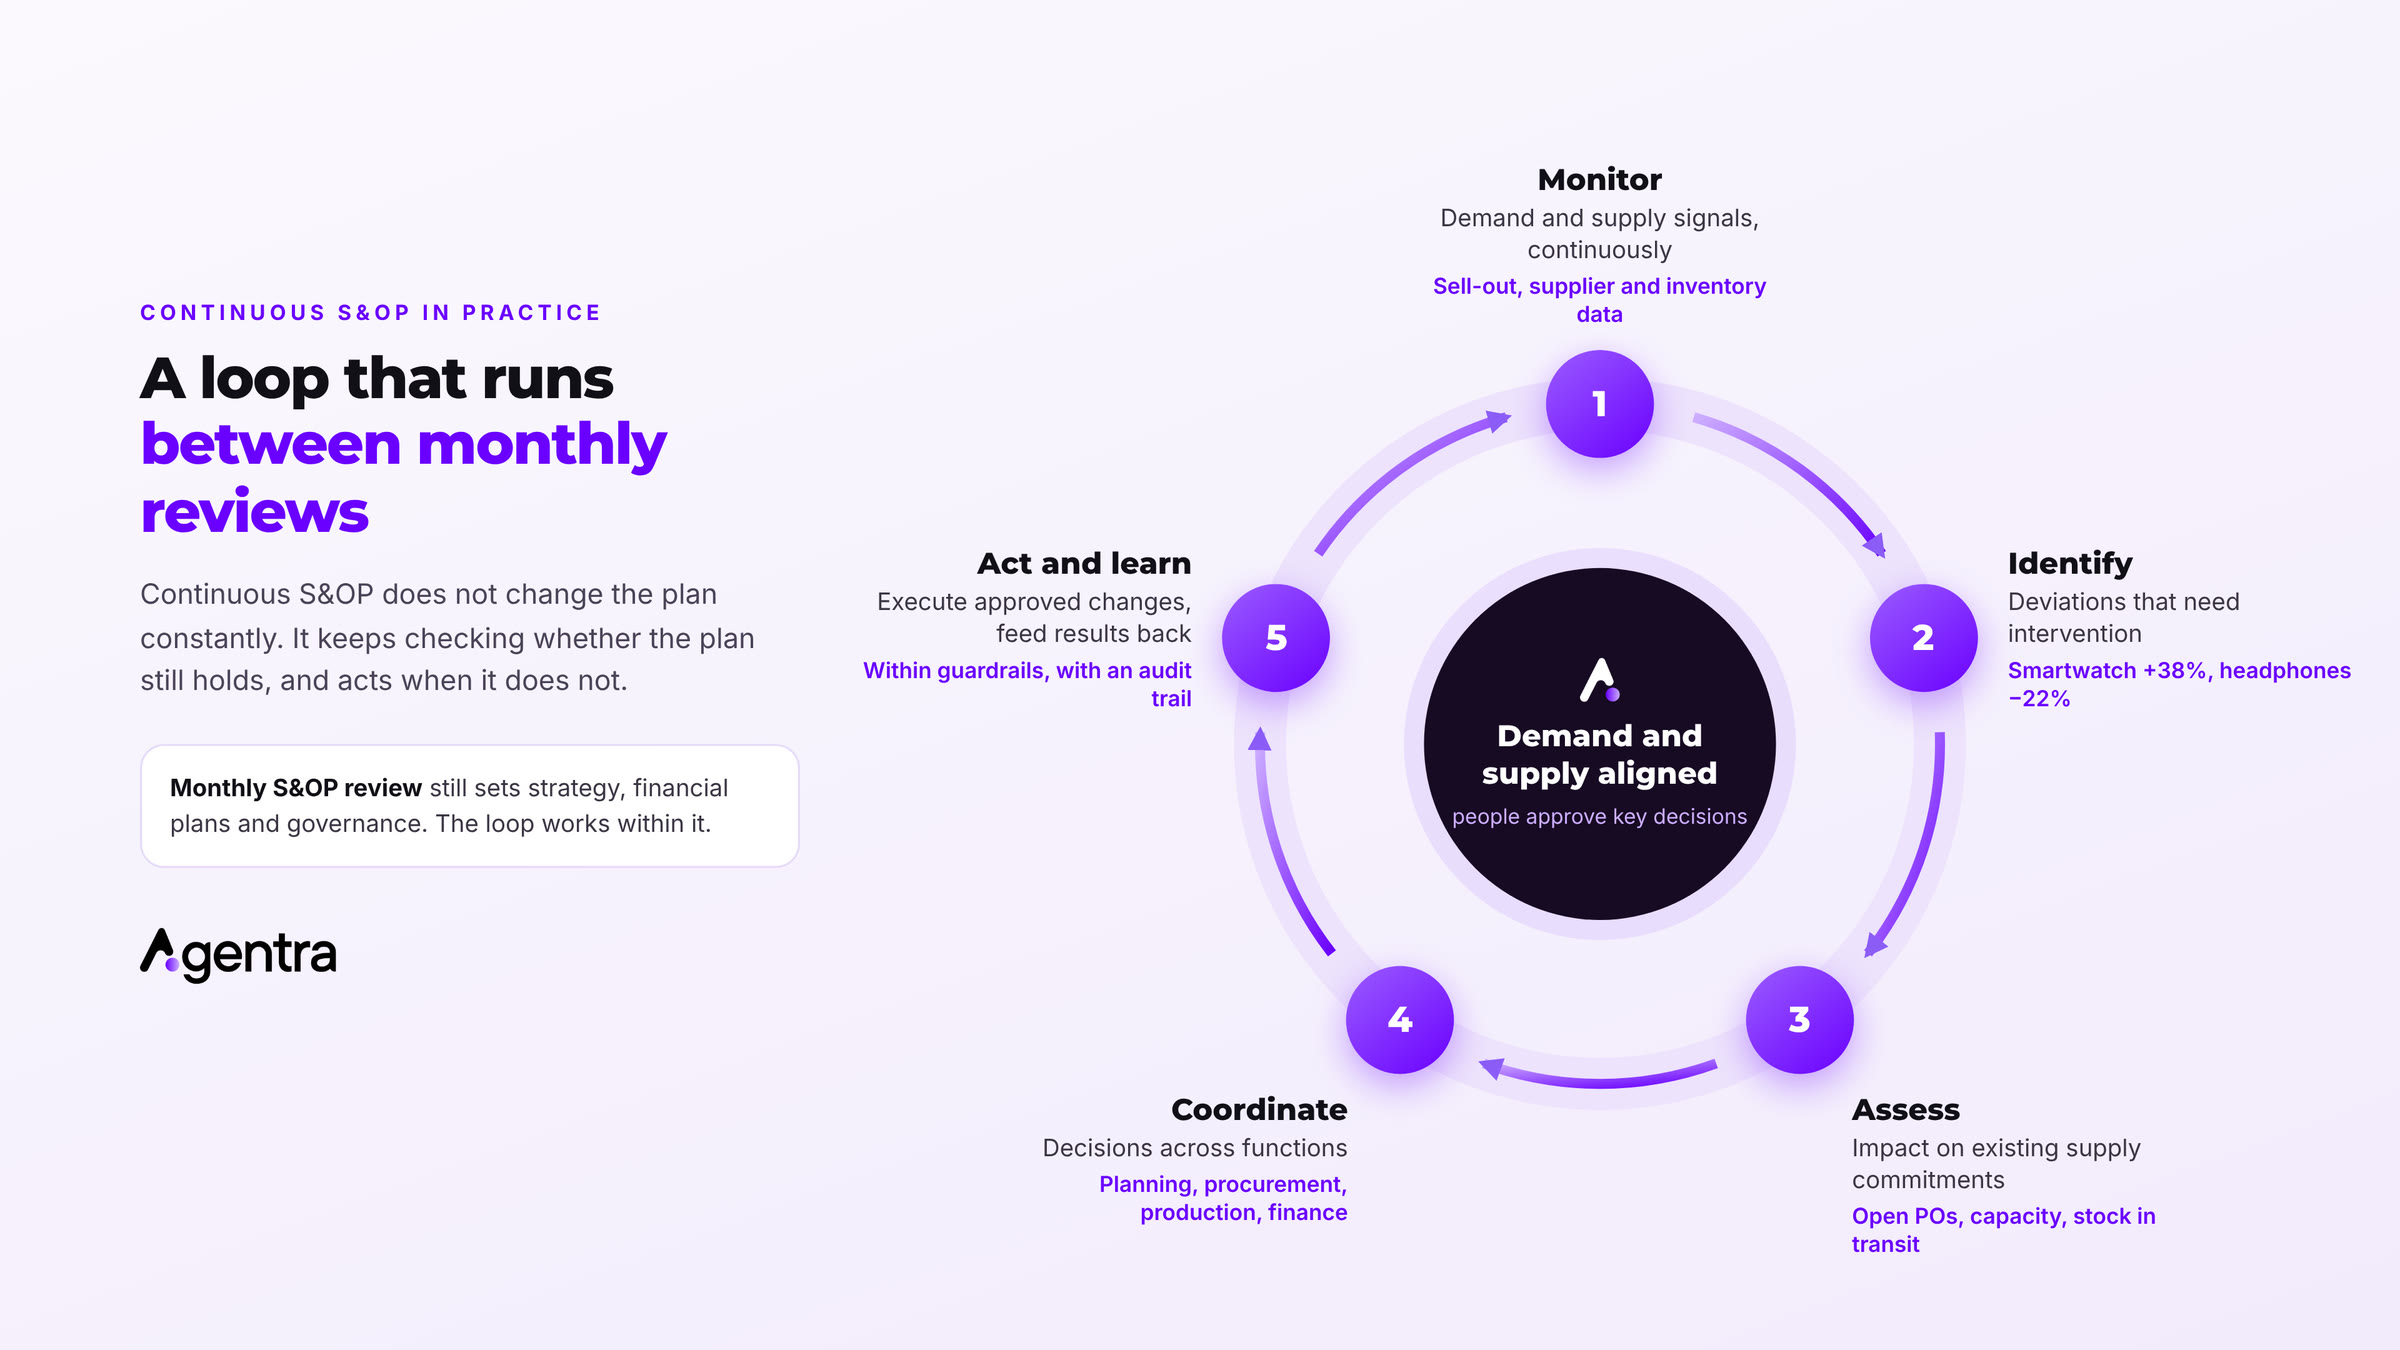 CONTINUOUS S&OP IN PRACTICE
A loop that runs
between monthly
reviews
Continuous S&OP does not change the plan
constantly. It keeps checking whether the plan
still holds, and acts when it does not.
Monthly S&OP review still sets strategy, financial
plans and governance. The loop works within it.
Agentra
Monitor
Demand and supply signals,
continuously
Sell-out, supplier and inventory
data
1
Identify
Deviations that need
intervention
Smartwatch +38%, headphones
−22%
2
Assess
Impact on existing supply
commitments
Open POs, capacity, stock in
transit
3
Coordinate
Decisions across functions
Planning, procurement,
production, finance
4
Act and learn
Execute approved changes,
feed results back
Within guardrails, with an audit
trail
5
Demand and
supply aligned
people approve key decisions